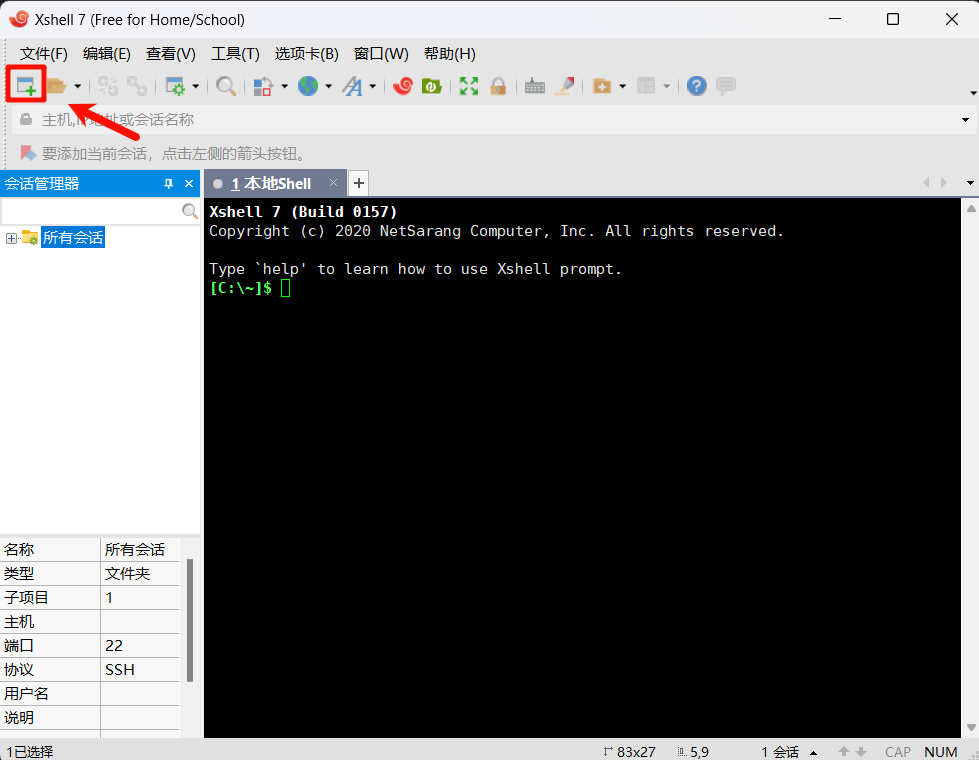 Xshell 7 (Free for Home/School)
文件(F) 编辑(E) 查看(V) 工具(T) 选项卡(B) 窗口(W) 帮助(H)
主机,IP地址或会话名称
要添加当前会话，点击左侧的箭头按钮。
会话管理器
1 本地Shell
所有会话
Xshell 7 (Build 0157)
Copyright (c) 2020 NetSarang Computer, Inc. All rights reserved.
Type `help' to learn how to use Xshell prompt.
[C:\~]$
名称 所有会话
类型 文件夹
子项目 1
主机
端口 22
协议 SSH
用户名
说明
1已选择 83x27 5,9 1 会话 CAP NUM